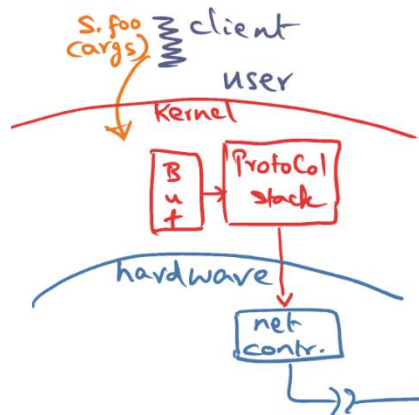 S.foo
(args)
client
user
Kernel
B
u
f
Protocol
stack
hardware
net
contr.